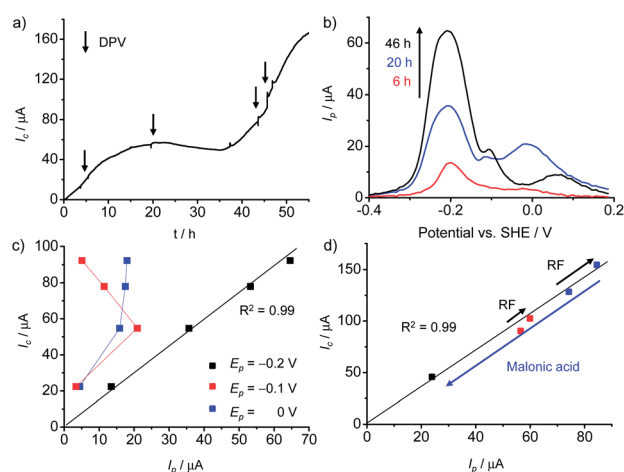 a)
DPV
160
120
80
40
0
I_c / μA
0 10 20 30 40 50
t / h
b)
46 h
20 h
6 h
60
40
20
0
I_p / μA
-0.4 -0.2 0.0 0.2
Potential vs. SHE / V
c)
100
80
60
40
20
0
I_c / μA
R² = 0.99
E_p = −0.2 V
E_p = −0.1 V
E_p = 0 V
0 10 20 30 40 50 60 70
I_p / μA
d)
150
100
50
0
I_c / μA
RF
RF
R² = 0.99
Malonic acid
0 20 40 60 80
I_p / μA